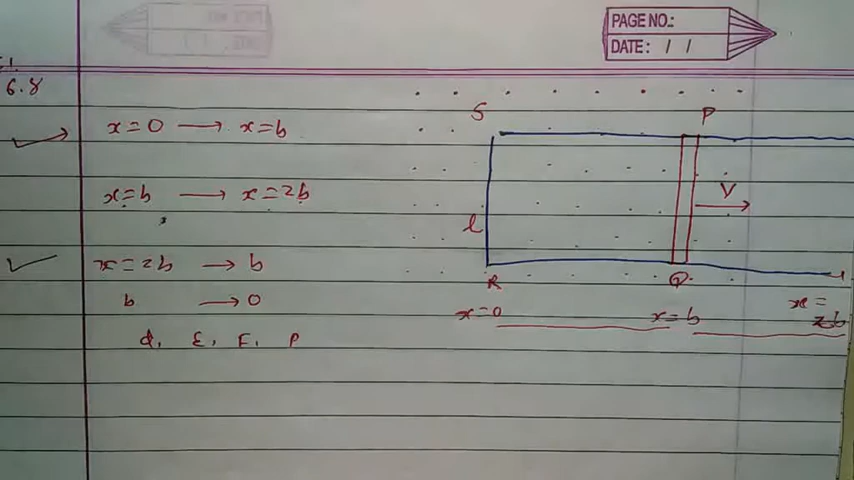 PAGE NO.:
DATE: / /
6.8
x=0 → x=b
x=b → x=2b
x=2b → b
b → 0
ϕ, ε, F, P
S P
V
l
R Q
x=0 x=b x=
2b